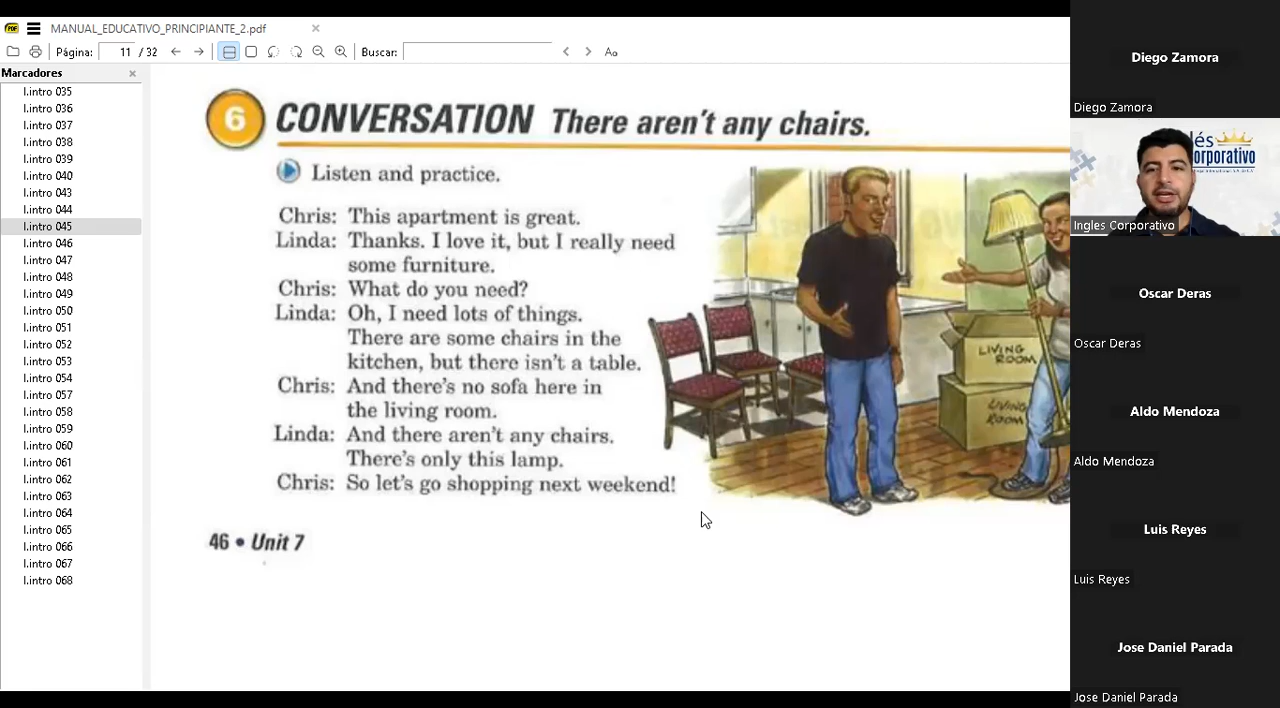 MANUAL_EDUCATIVO_PRINCIPIANTE_2.pdf
Página: 11 / 32
Buscar:
Marcadores
I.intro 035
I.intro 036
I.intro 037
I.intro 038
I.intro 039
I.intro 040
I.intro 043
I.intro 044
I.intro 045
I.intro 046
I.intro 047
I.intro 048
I.intro 049
I.intro 050
I.intro 051
I.intro 052
I.intro 053
I.intro 054
I.intro 057
I.intro 058
I.intro 059
I.intro 060
I.intro 061
I.intro 062
I.intro 063
I.intro 064
I.intro 065
I.intro 066
I.intro 067
I.intro 068
6 CONVERSATION There aren't any chairs.
Listen and practice.
Chris: This apartment is great.
Linda: Thanks. I love it, but I really need
some furniture.
Chris: What do you need?
Linda: Oh, I need lots of things.
There are some chairs in the
kitchen, but there isn't a table.
Chris: And there's no sofa here in
the living room.
Linda: And there aren't any chairs.
There's only this lamp.
Chris: So let's go shopping next weekend!
LIVING
ROOM
LIVING
ROOM
46 • Unit 7
Diego Zamora
Diego Zamora
Ingles Corporativo
Oscar Deras
Oscar Deras
Aldo Mendoza
Aldo Mendoza
Luis Reyes
Luis Reyes
Jose Daniel Parada
Jose Daniel Parada